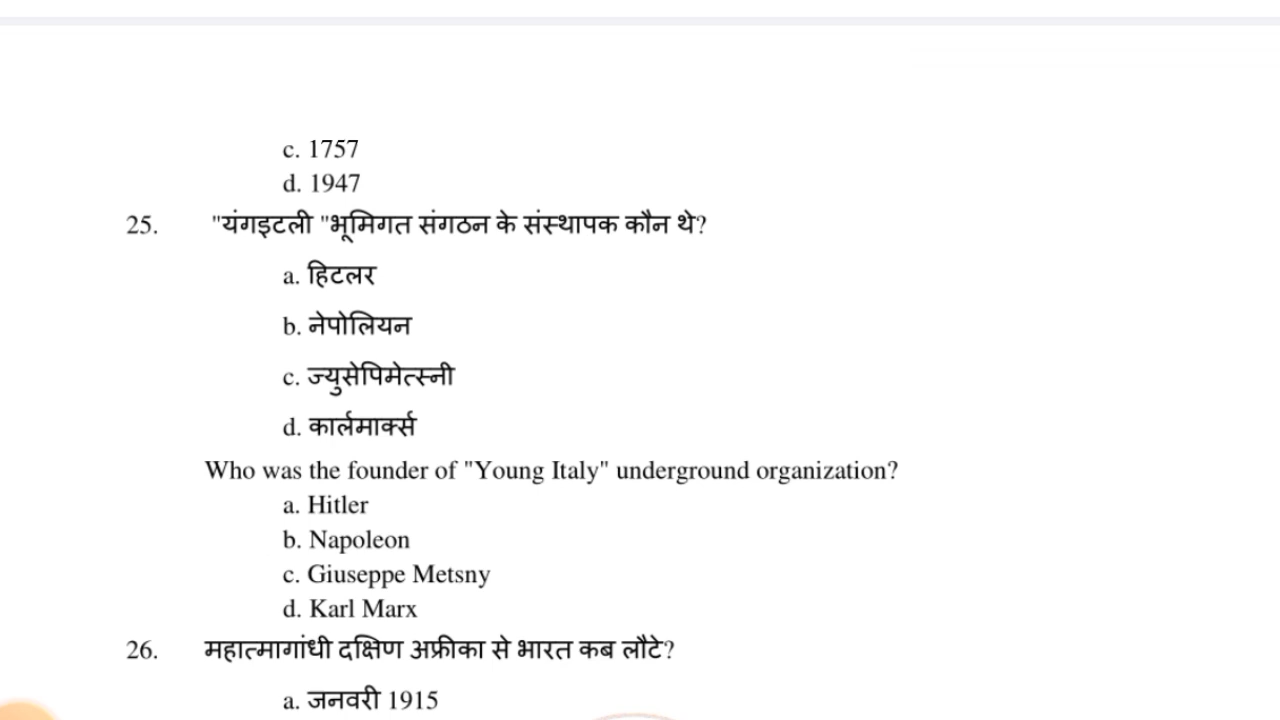 c. 1757
d. 1947
25. "यंगइटली "भूमिगत संगठन के संस्थापक कौन थे?
a. हिटलर
b. नेपोलियन
c. ज्युसेपिमेत्स्नी
d. कार्लमार्क्स
Who was the founder of "Young Italy" underground organization?
a. Hitler
b. Napoleon
c. Giuseppe Metsny
d. Karl Marx
26. महात्मागांधी दक्षिण अफ्रीका से भारत कब लौटे?
a. जनवरी 1915